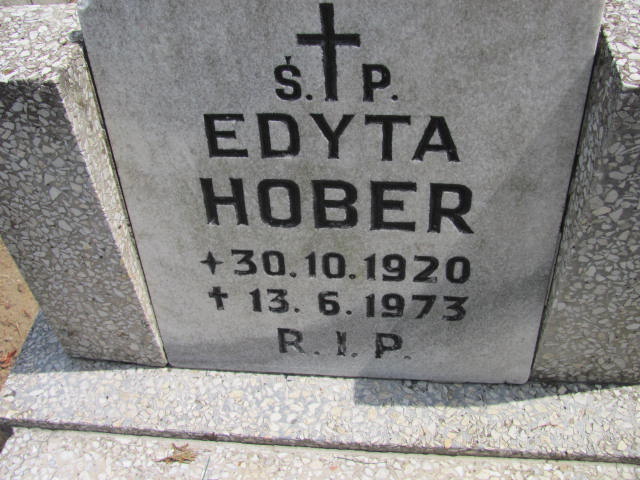 Ś. P.
EDYTA
HOBER
+ 30.10.1920
† 13. 6. 1973
R. I. P.